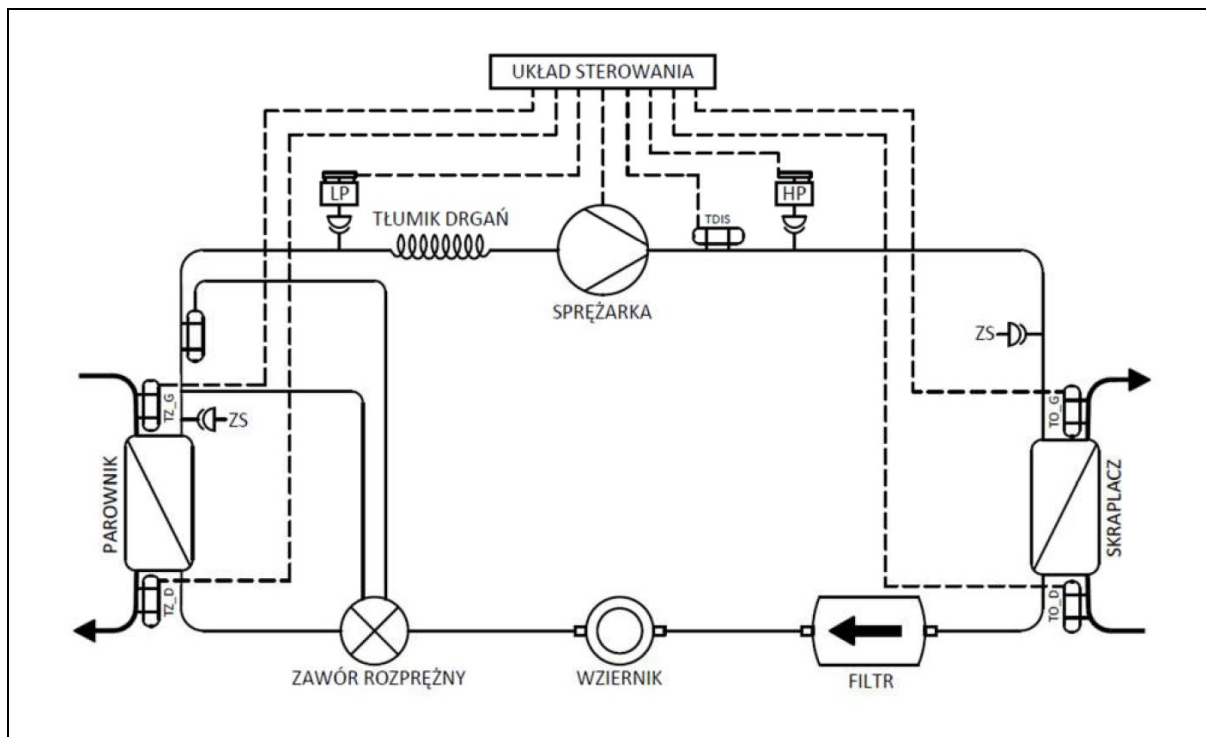 UKŁAD STEROWANIA
LP
HP
TŁUMIK DRGAŃ
TDIS
SPRĘŻARKA
ZS
TZ_G
ZS
TO_G
PAROWNIK
SKRAPLACZ
TZ_D
TO_D
ZAWÓR ROZPRĘŻNY
WZIERNIK
FILTR